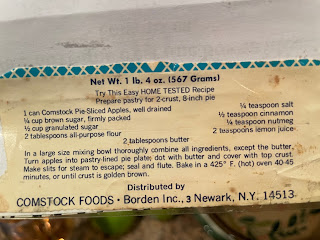 Net Wt. 1 lb. 4 oz. (567 Grams)
Try This Easy HOME TESTED Recipe
Prepare pastry for 2-crust, 8-inch pie
1 can Comstock Pie-Sliced Apples, well drained
¼ cup brown sugar, firmly packed
½ cup granulated sugar
2 tablespoons all-purpose flour
¼ teaspoon salt
½ teaspoon cinnamon
¼ teaspoon nutmeg
2 teaspoons lemon juice
2 tablespoons butter
In a large size mixing bowl thoroughly combine all ingredients, except the butter.
Turn apples into pastry-lined pie plate; dot with butter and cover with top crust.
Make slits for steam to escape; seal and flute. Bake in a 425° F. (hot) oven 40-45
minutes, or until crust is golden brown.
Distributed by
COMSTOCK FOODS · Borden Inc., 3 Newark, N.Y. 14513